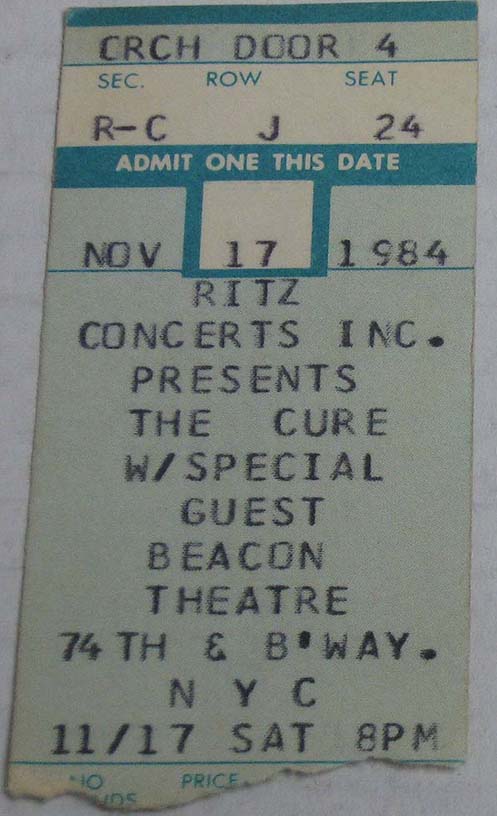 CRCH DOOR 4
SEC. ROW SEAT
R-C J 24
ADMIT ONE THIS DATE
NOV 17 1984
RITZ
CONCERTS INC.
PRESENTS
THE CURE
W/SPECIAL
GUEST
BEACON
THEATRE
74TH & B'WAY.
N Y C
11/17 SAT 8PM
PRICE